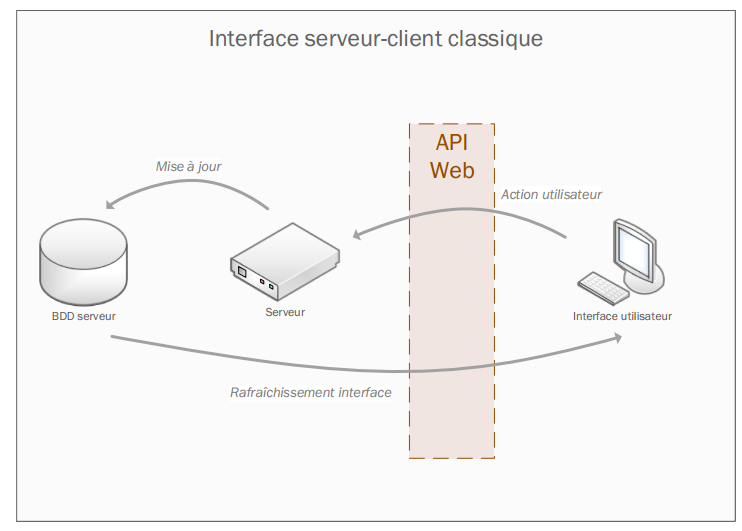 Interface serveur-client classique
API
Web
Mise à jour
Action utilisateur
BDD serveur
Serveur
Interface utilisateur
Rafraîchissement interface